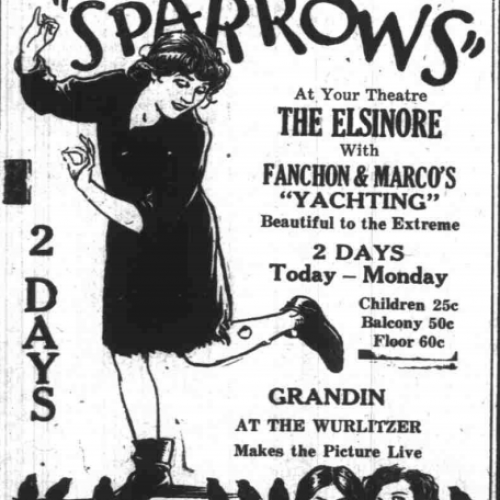 "SPARROWS"
At Your Theatre
THE ELSINORE
With
FANCHON & MARCO'S
"YACHTING"
Beautiful to the Extreme
2 DAYS
Today – Monday
Children 25c
Balcony 50c
Floor 60c
2
DAYS
GRANDIN
AT THE WURLITZER
Makes the Picture Live